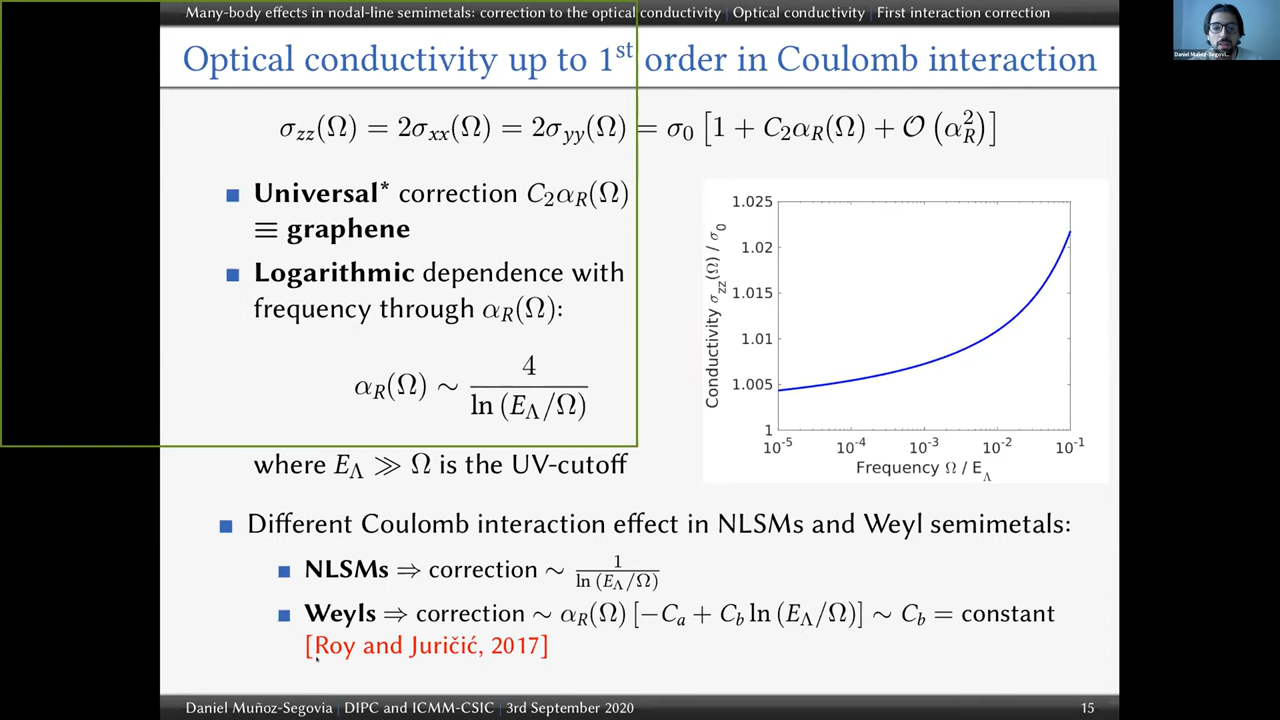 Many-body effects in nodal-line semimetals: correction to the optical conductivity | Optical conductivity | First interaction correction
Daniel Muñoz-Segovi...
Optical conductivity up to 1st order in Coulomb interaction
σzz(Ω) = 2σxx(Ω) = 2σyy(Ω) = σ0 [1 + C2αR(Ω) + O (αR²)]
■ Universal* correction C2αR(Ω)
≡ graphene
■ Logarithmic dependence with
frequency through αR(Ω):
αR(Ω) ∼ 4 / ln (EΛ/Ω)
where EΛ ≫ Ω is the UV-cutoff
Conductivity σzz(Ω) / σ0
1.025
1.02
1.015
1.01
1.005
1
10^-5 10^-4 10^-3 10^-2 10^-1
Frequency Ω / EΛ
■ Different Coulomb interaction effect in NLSMs and Weyl semimetals:
■ NLSMs ⇒ correction ∼ 1 / ln (EΛ/Ω)
■ Weyls ⇒ correction ∼ αR(Ω) [−Ca + Cb ln (EΛ/Ω)] ∼ Cb = constant
[Roy and Juričić, 2017]
Daniel Muñoz-Segovia | DIPC and ICMM-CSIC | 3rd September 2020 15